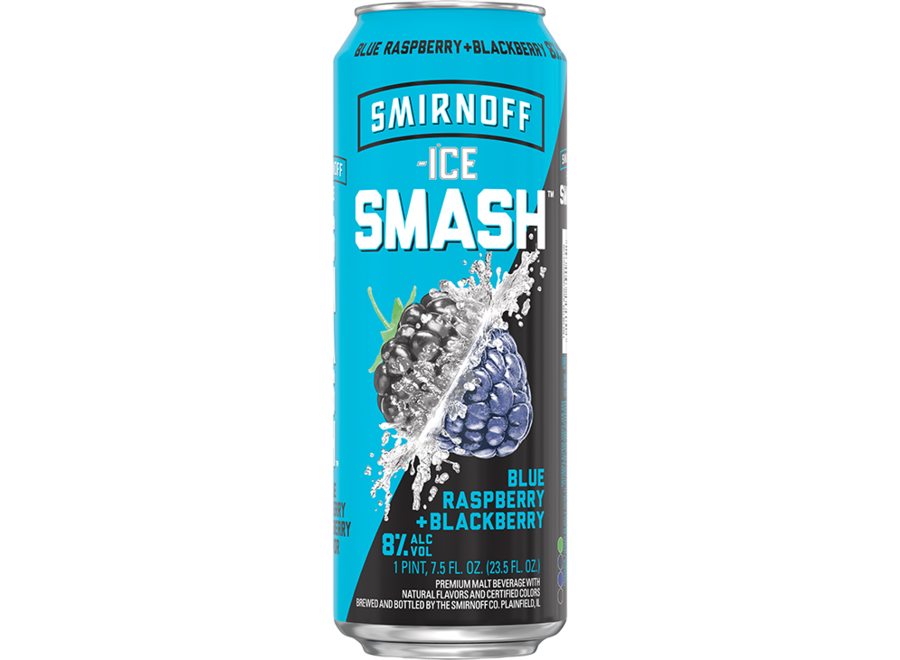 BLUE RASPBERRY+BLACKBERRY
SMIRNOFF
-ICE
SMASH™
BLUE
RASPBERRY
+BLACKBERRY
8% ALC
VOL
1 PINT, 7.5 FL. OZ. (23.5 FL. OZ.)
PREMIUM MALT BEVERAGE WITH
NATURAL FLAVORS AND CERTIFIED COLORS
BREWED AND BOTTLED BY THE SMIRNOFF CO. PLAINFIELD, IL